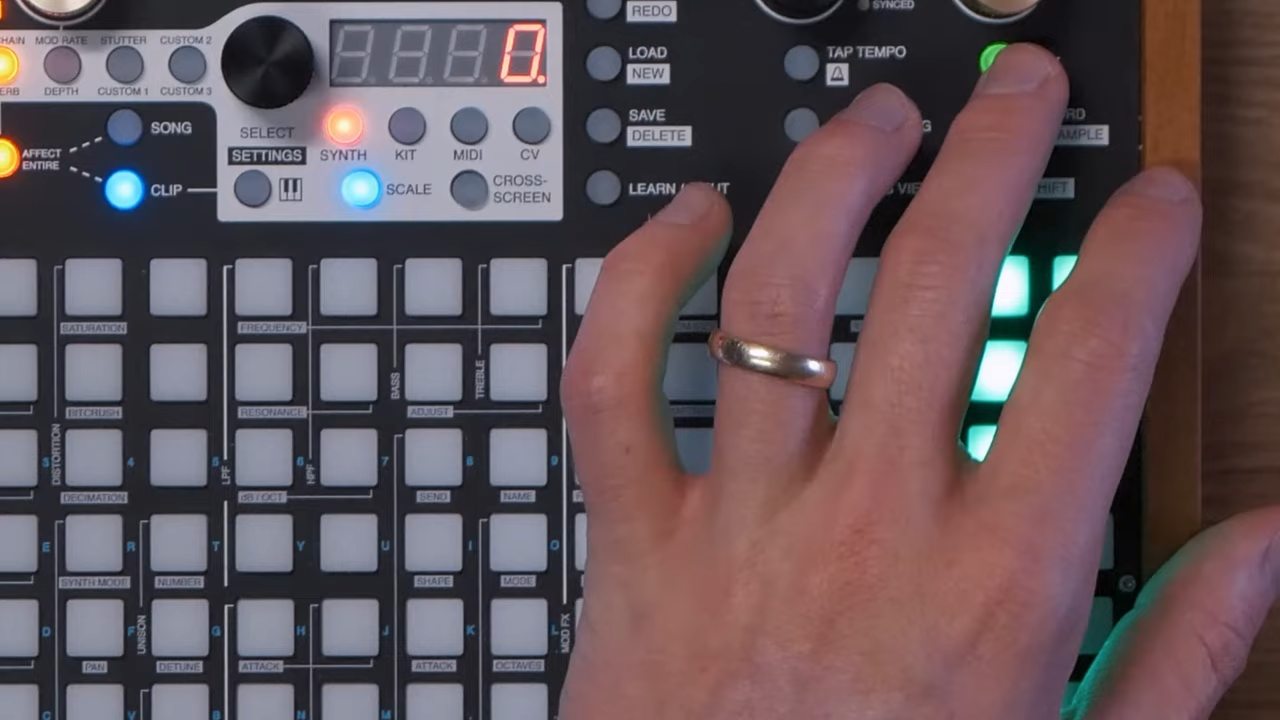 REDO
SYNCED
MOD RATE STUTTER CUSTOM 2
DEPTH CUSTOM 1 CUSTOM 3
0.
LOAD
NEW
TAP TEMPO
SONG
AFFECT
ENTIRE
CLIP
SELECT
SETTINGS
SYNTH KIT MIDI CV
SCALE
CROSS-
SCREEN
SAVE
DELETE
LEARN
SATURATION
FREQUENCY
BASS
TREBLE
BITCRUSH
RESONANCE
ADJUST
DISTORTION
LPF
HPF
3 4 5 6 7 8 9
DECIMATION
dB / OCT
SEND
NAME
E R T Y U I O
SYNTH MODE
NUMBER
SHAPE
MODE
UNISON
MOD FX
D F G H J K L
PAN
DETUNE
ATTACK
ATTACK
OCTAVES
C V B N M